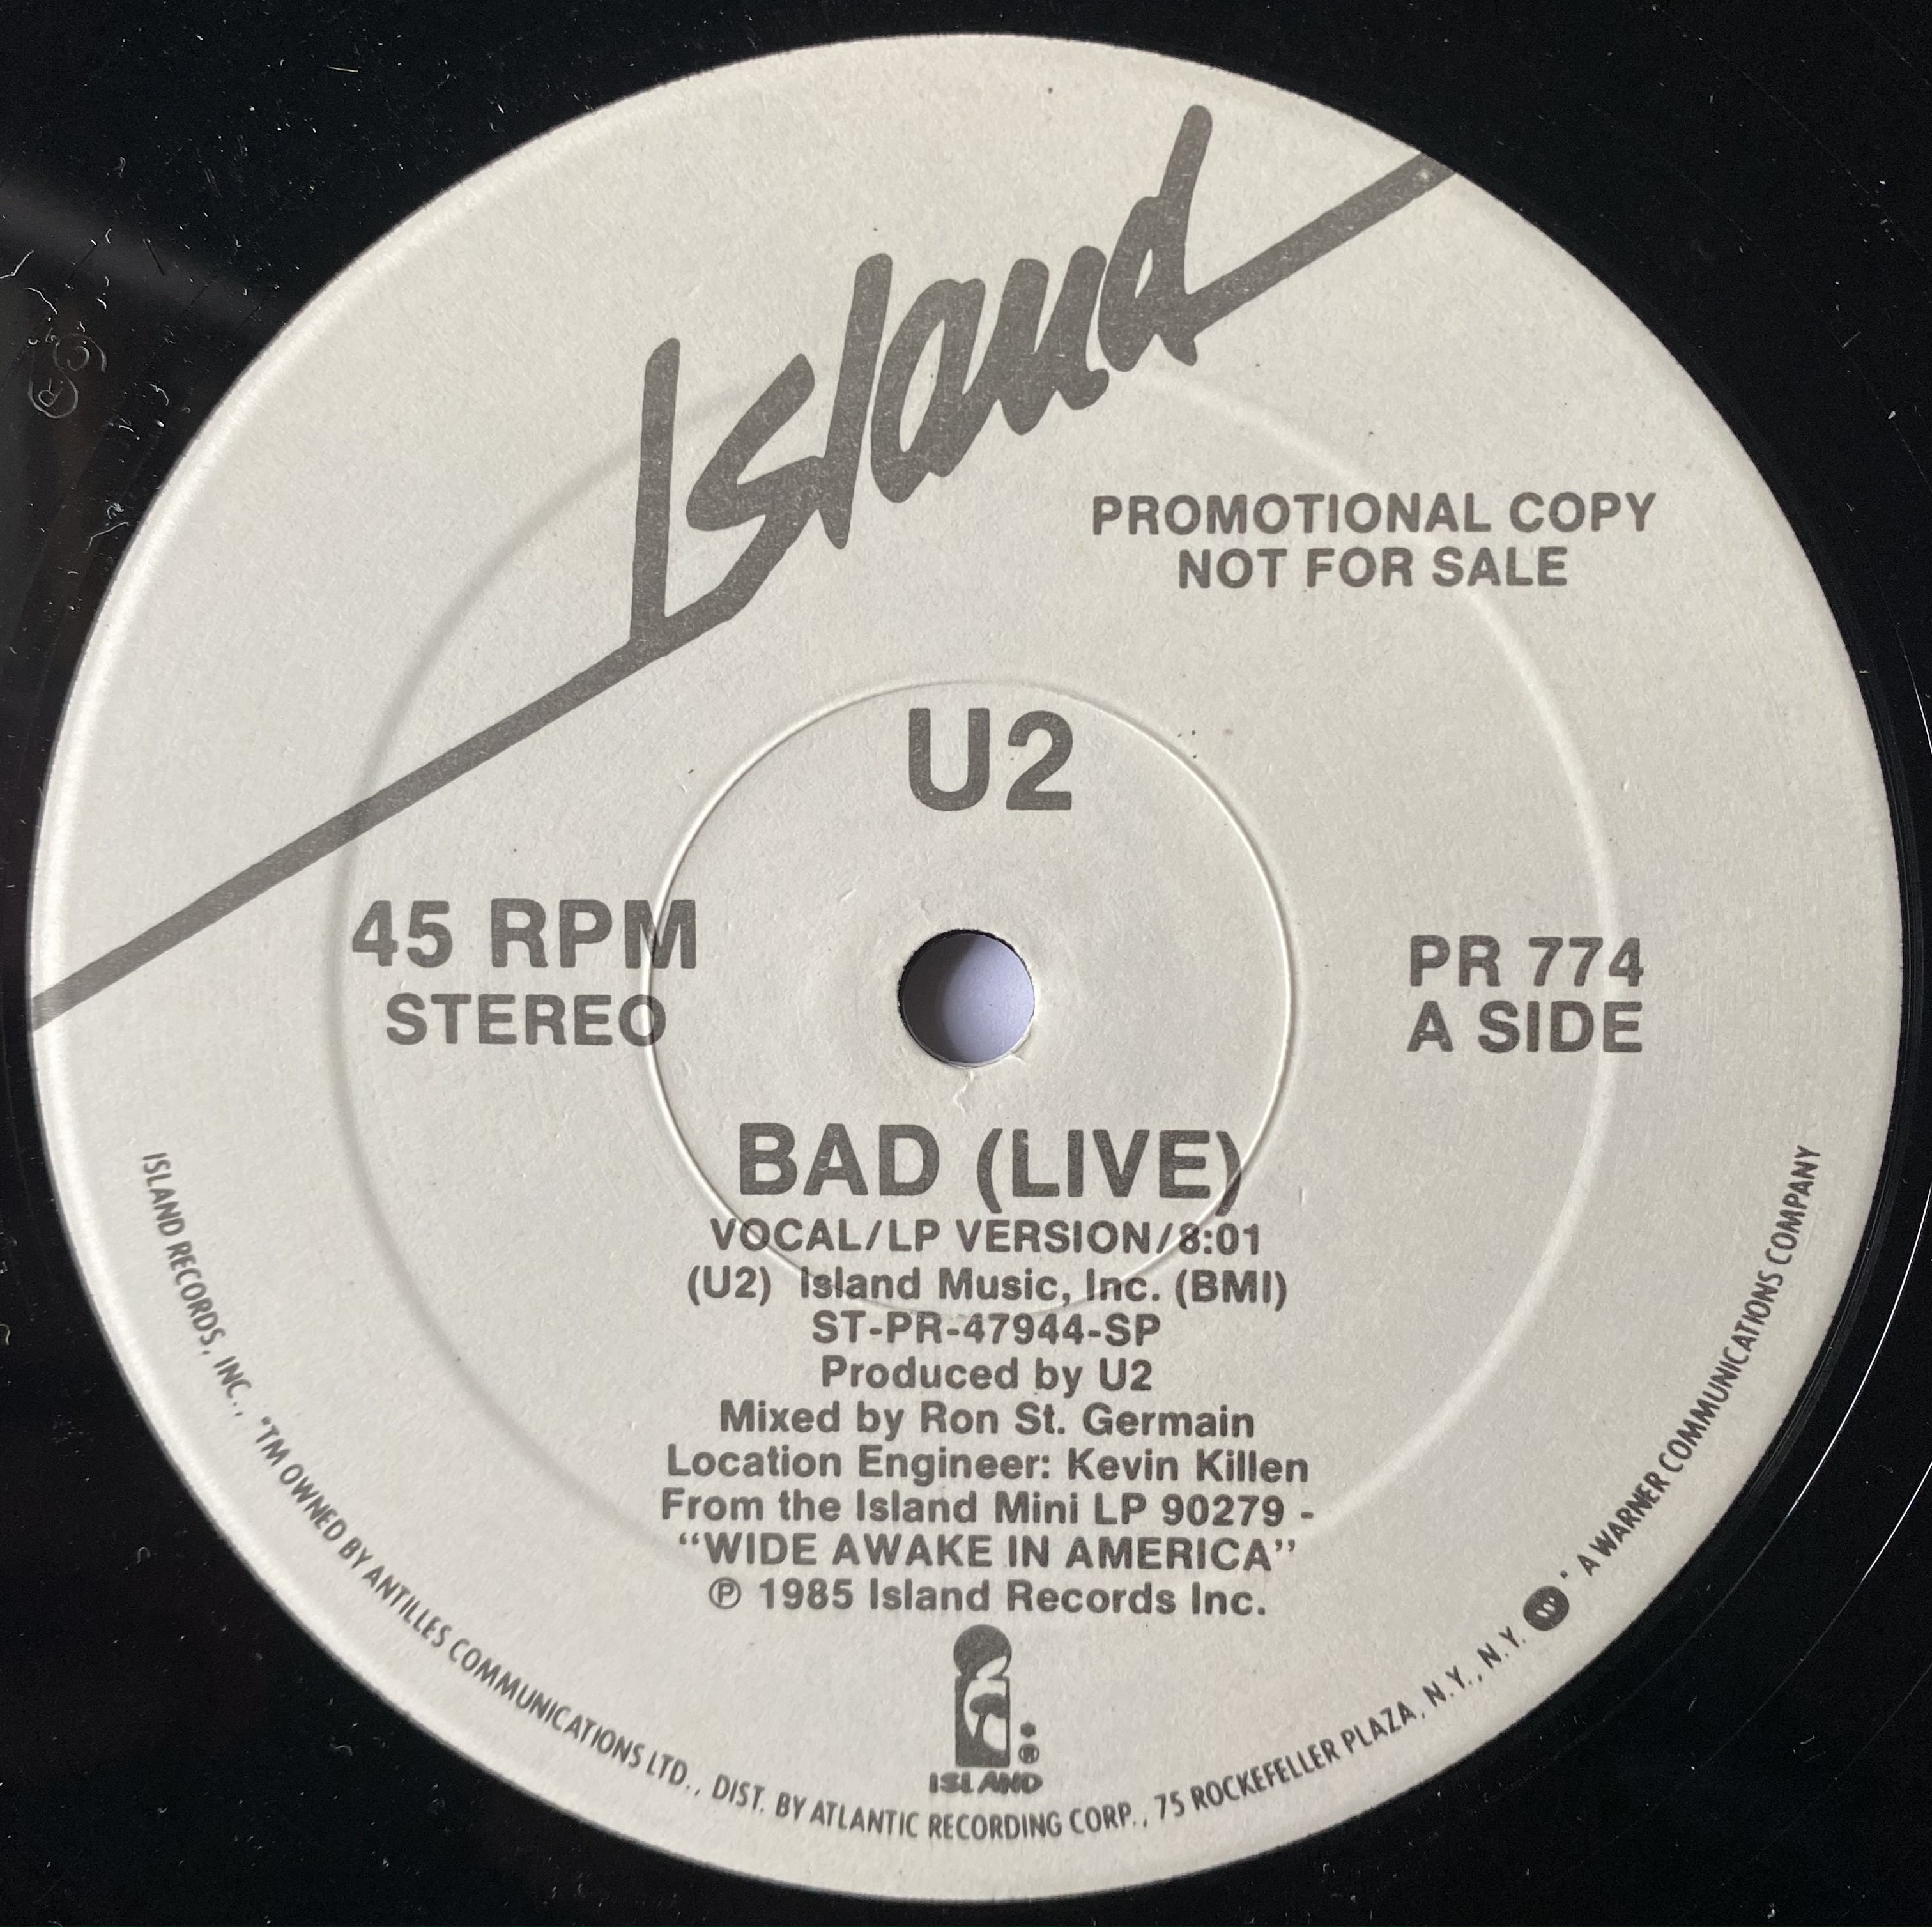 Island
PROMOTIONAL COPY
NOT FOR SALE
U2
45 RPM
STEREO
PR 774
A SIDE
BAD (LIVE)
VOCAL/LP VERSION/8:01
(U2) Island Music, Inc. (BMI)
ST-PR-47944-SP
Produced by U2
Mixed by Ron St. Germain
Location Engineer: Kevin Killen
From the Island Mini LP 90279 -
“WIDE AWAKE IN AMERICA”
℗ 1985 Island Records Inc.
®
ISLAND
ISLAND RECORDS, INC., *TM OWNED BY ANTILLES COMMUNICATIONS LTD., DIST. BY ATLANTIC RECORDING CORP., 75 ROCKEFELLER PLAZA, N.Y., N.Y. W • A WARNER COMMUNICATIONS COMPANY